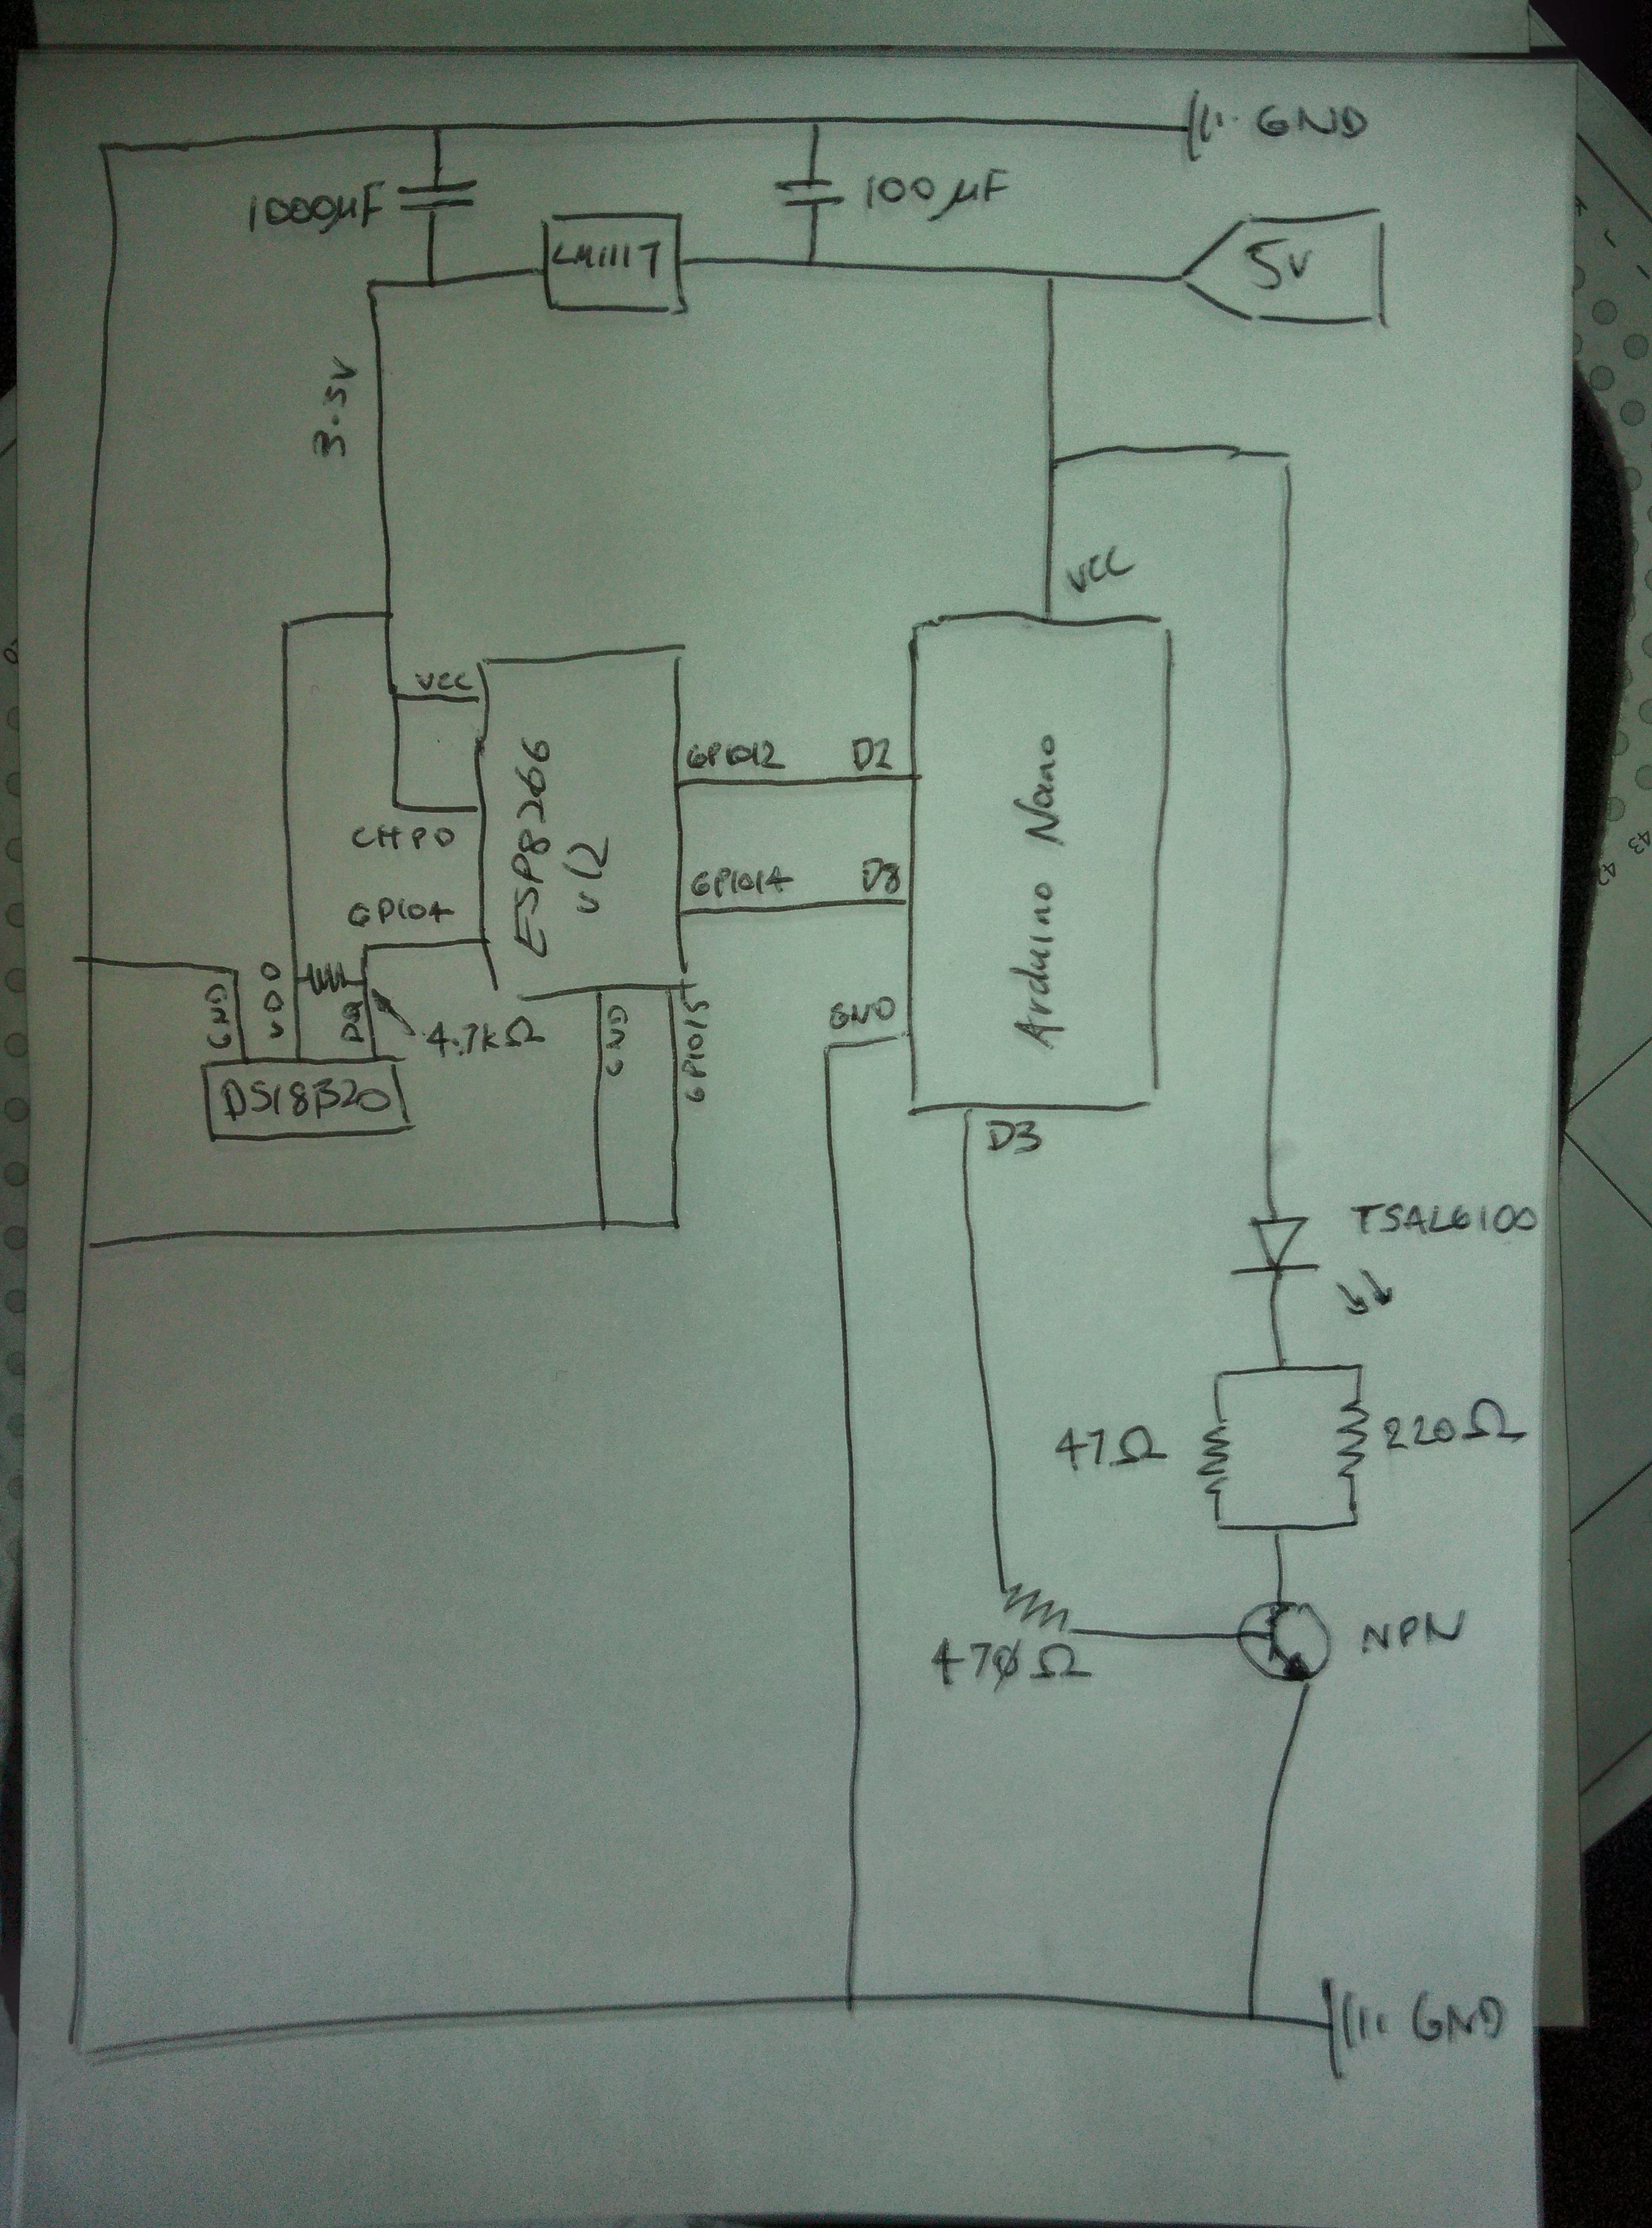 GND
1000µF
100µF
LM1117
5V
3.3V
VCC
VCC
GPIO12
D2
ESP8266
v12
Arduino Nano
CHPD
GPIO14
D8
GPIO4
GND
VDD
DQ
4.7kΩ
GND
GPIO15
GND
DS18B20
D3
TSAL6100
47Ω
220Ω
NPN
470Ω
GND